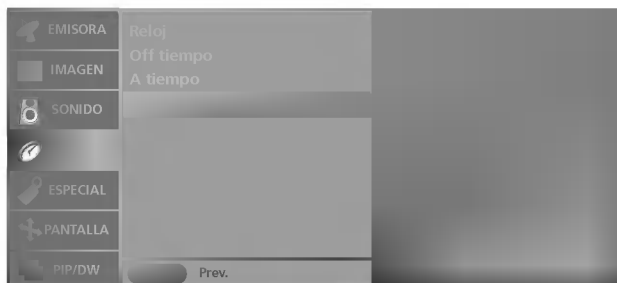 EMISORA
IMAGEN
SONIDO
ESPECIAL
PANTALLA
PIP/DW
Reloj
Off tiempo
A tiempo
Prev.